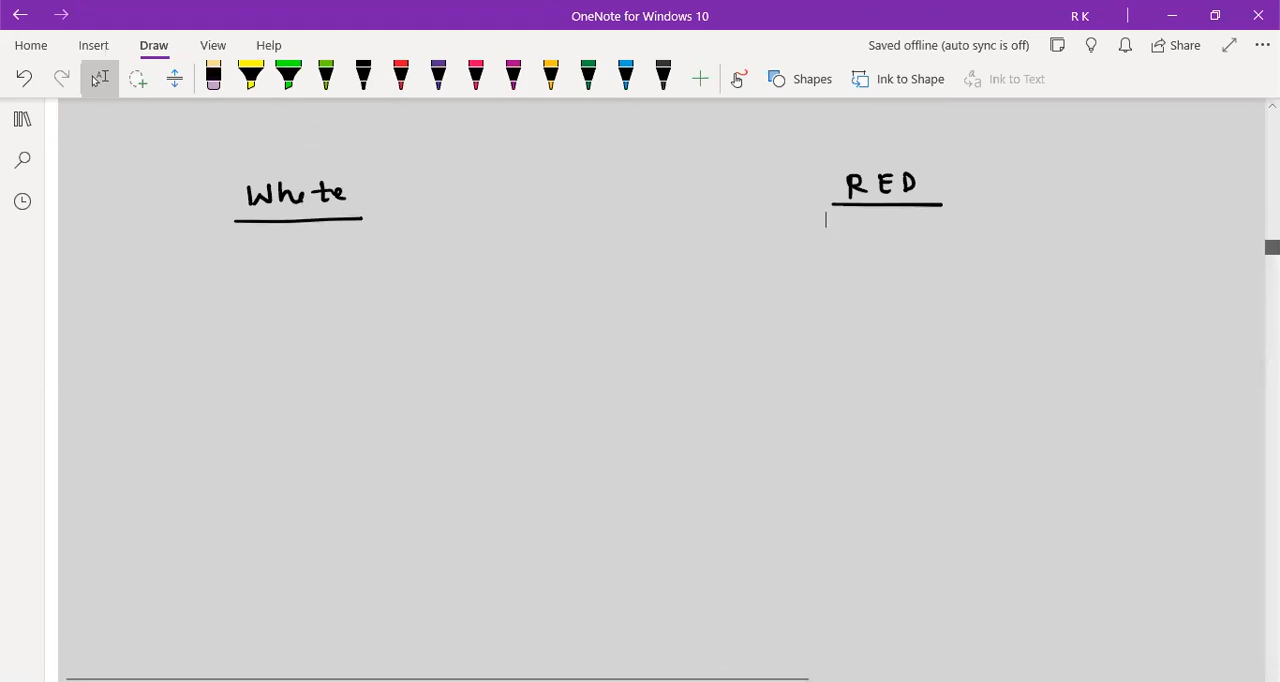 OneNote for Windows 10
R K
Home Insert Draw View Help
Saved offline (auto sync is off) Share
Shapes Ink to Shape Ink to Text
White RED